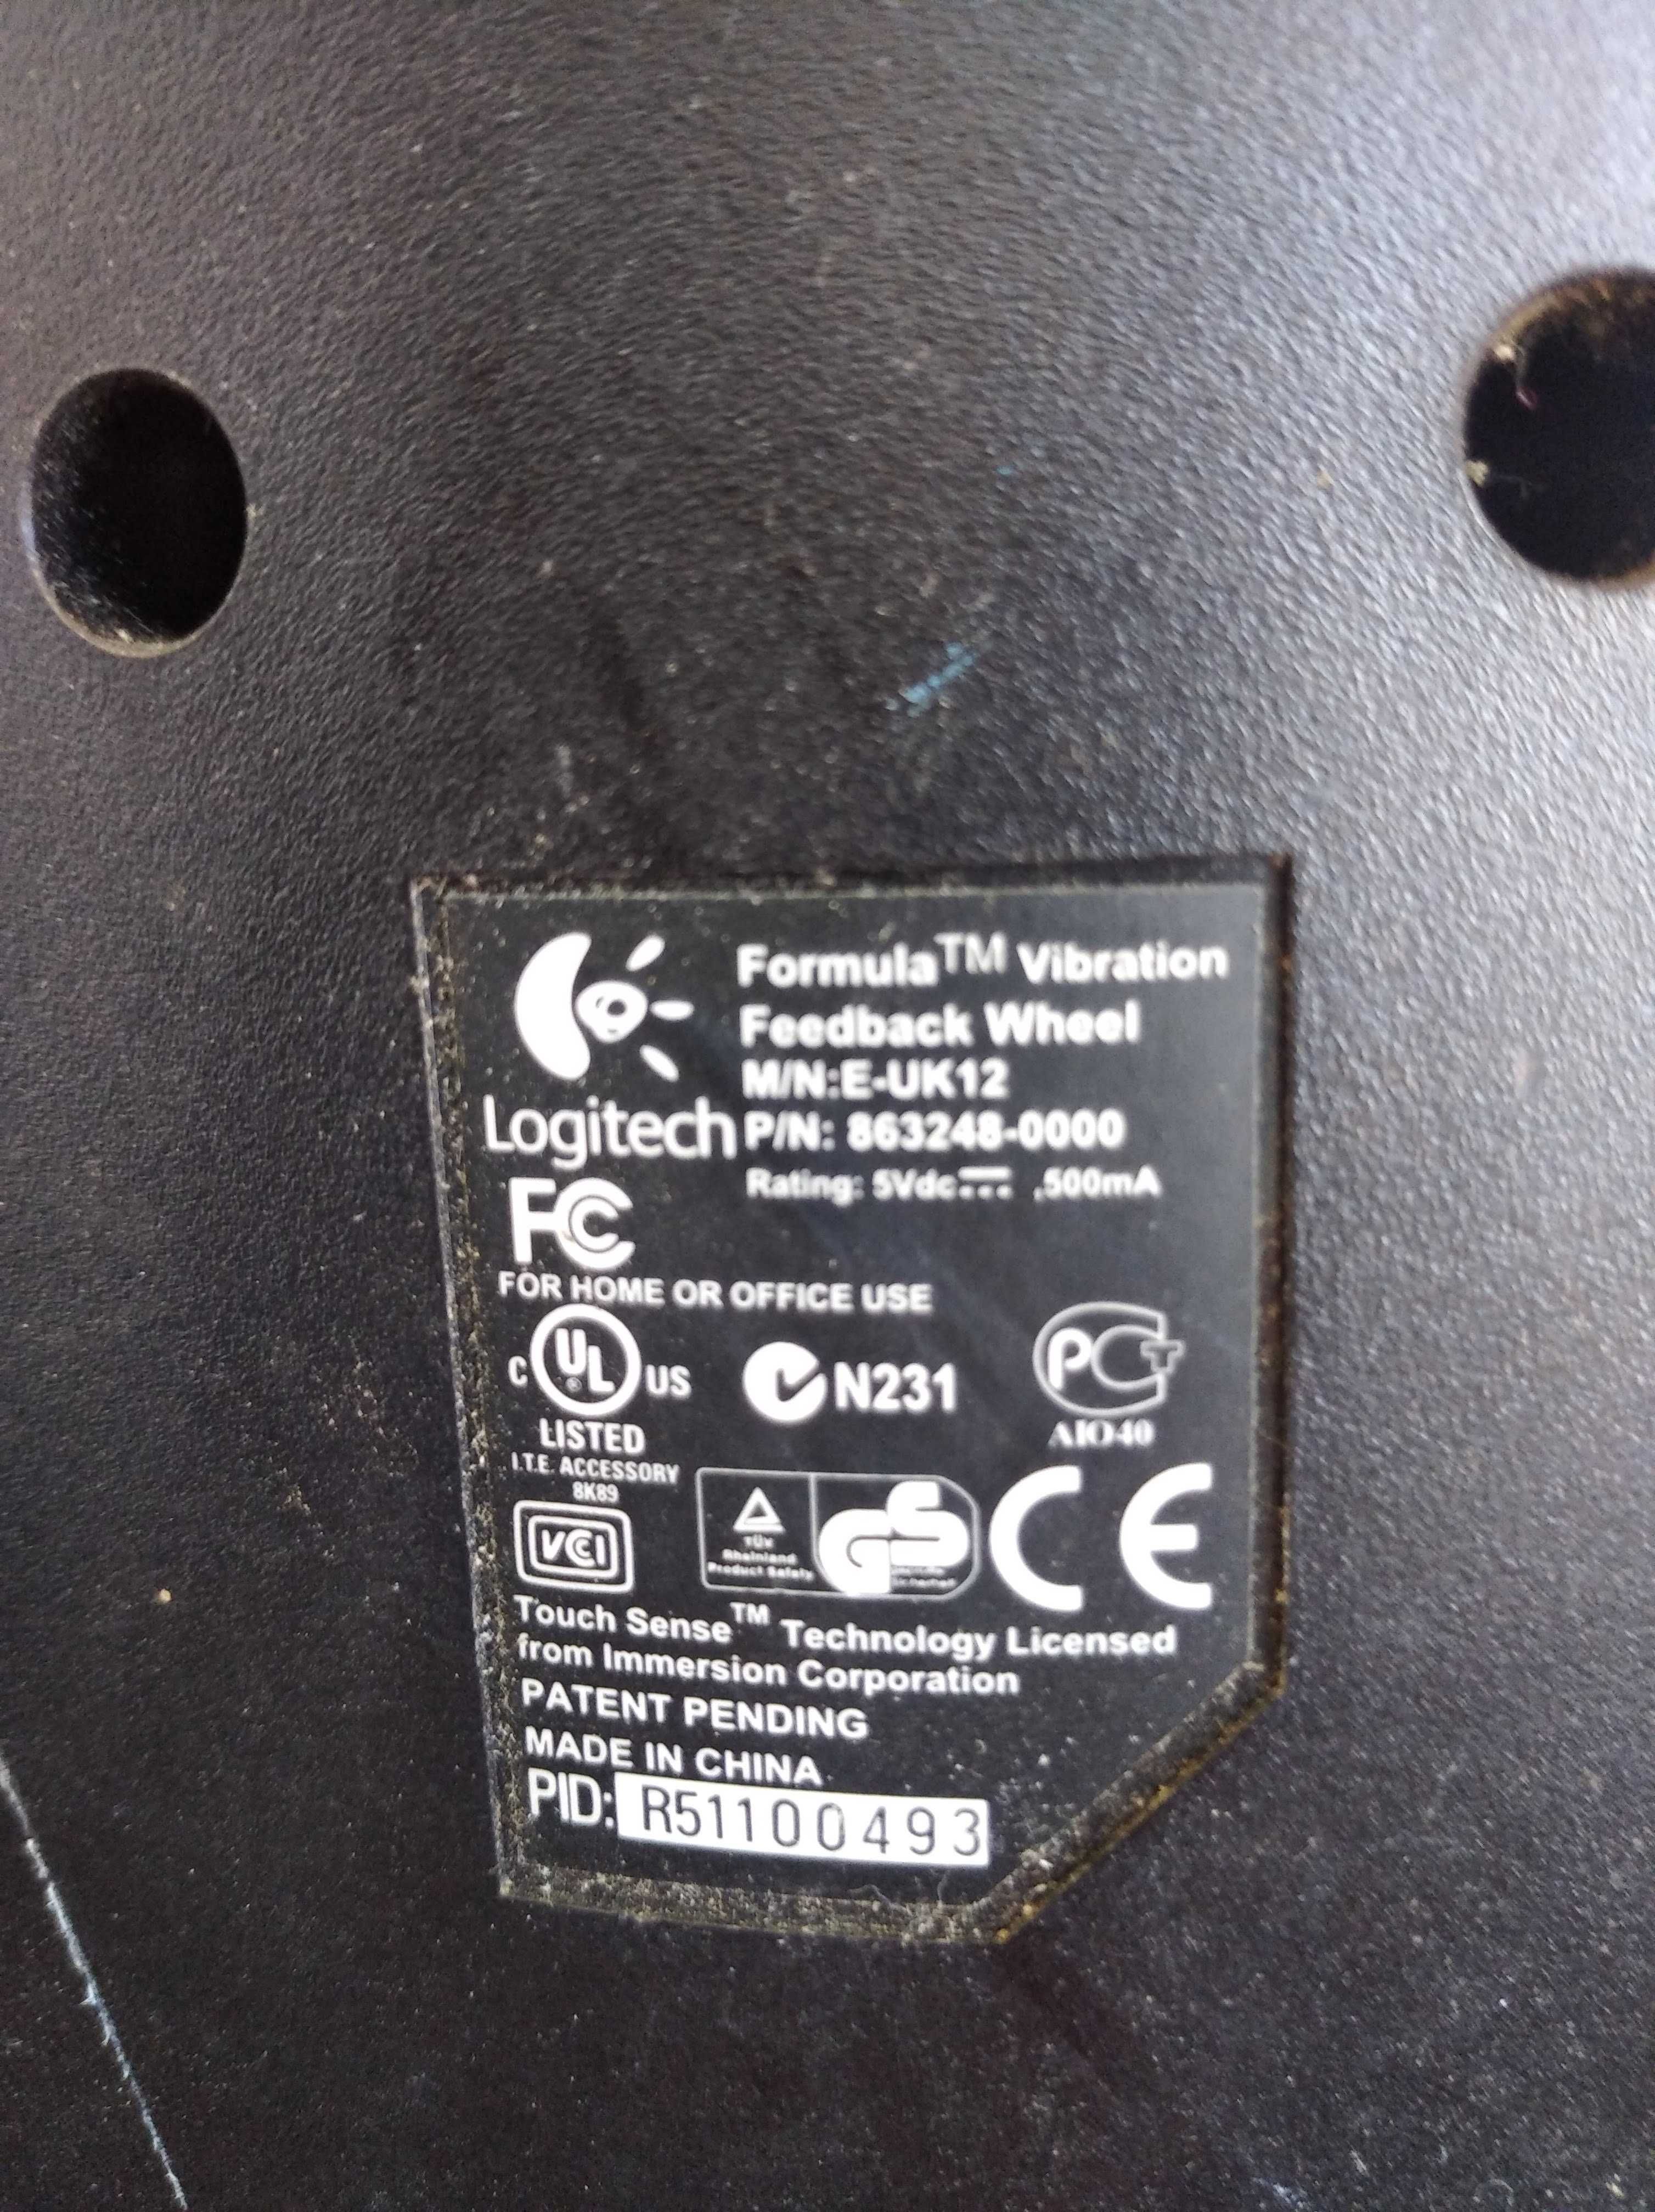 Formula™ Vibration
Feedback Wheel
M/N:E-UK12
Logitech
P/N: 863248-0000
Rating: 5Vdc⎓ .500mA
FC
FOR HOME OR OFFICE USE
C UL® US
LISTED
I.T.E. ACCESSORY
8K89
N231
PCT
AIO40
VCCI
TÜV
Rheinland
Product Safety
GS
CE
Touch Sense™ Technology Licensed
from Immersion Corporation
PATENT PENDING
MADE IN CHINA
PID: R51100493